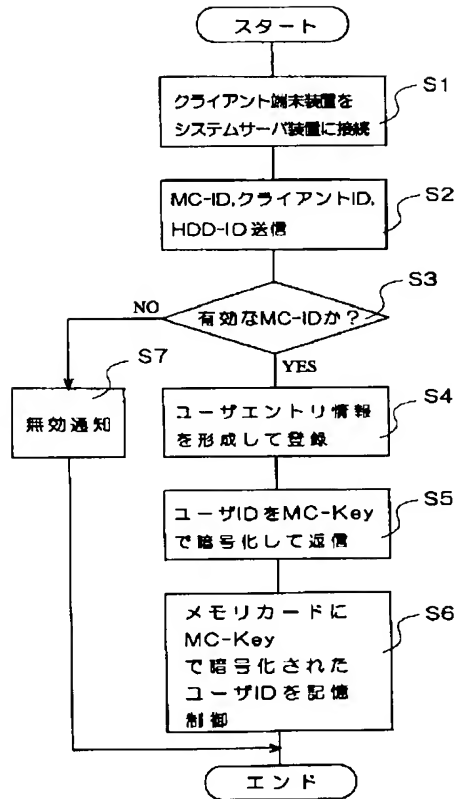 スタート
S1
クライアント端末装置を
システムサーバ装置に接続
S2
MC-ID,クライアントID,
HDD-ID送信
S3
有効なMC-IDか?
NO
YES
S7
無効通知
S4
ユーザエントリ情報
を形成して登録
S5
ユーザIDをMC-Key
で暗号化して返信
S6
メモリカードに
MC-Key
で暗号化された
ユーザIDを記憶
制御
エンド